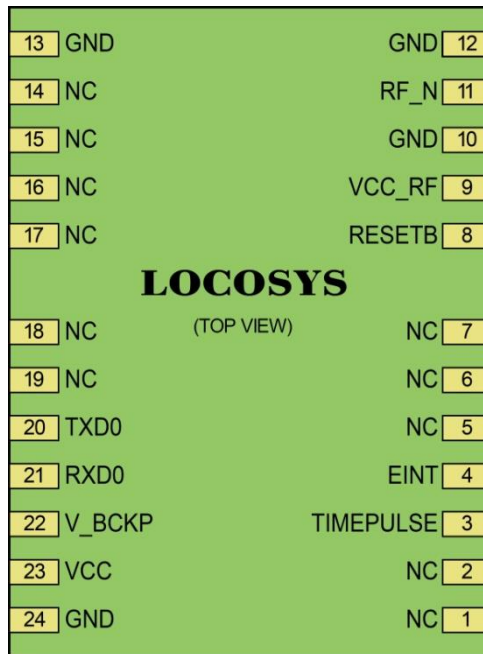 13 GND GND 12
14 NC RF_N 11
15 NC GND 10
16 NC VCC_RF 9
17 NC RESETB 8
LOCOSYS
(TOP VIEW)
18 NC NC 7
19 NC NC 6
20 TXD0 NC 5
21 RXD0 EINT 4
22 V_BCKP TIMEPULSE 3
23 VCC NC 2
24 GND NC 1